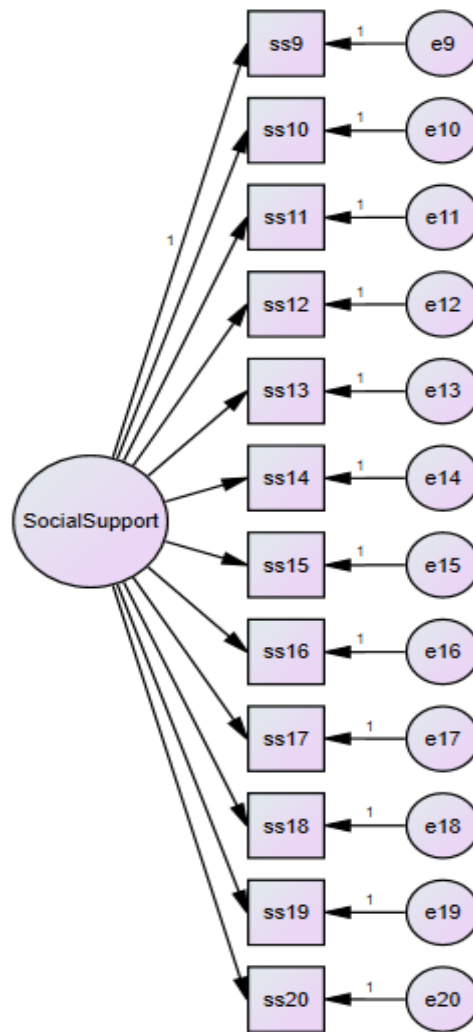 ss9 1 e9
ss10 1 e10
ss11 1 e11
1
ss12 1 e12
ss13 1 e13
ss14 1 e14
SocialSupport
ss15 1 e15
ss16 1 e16
ss17 1 e17
ss18 1 e18
ss19 1 e19
ss20 1 e20